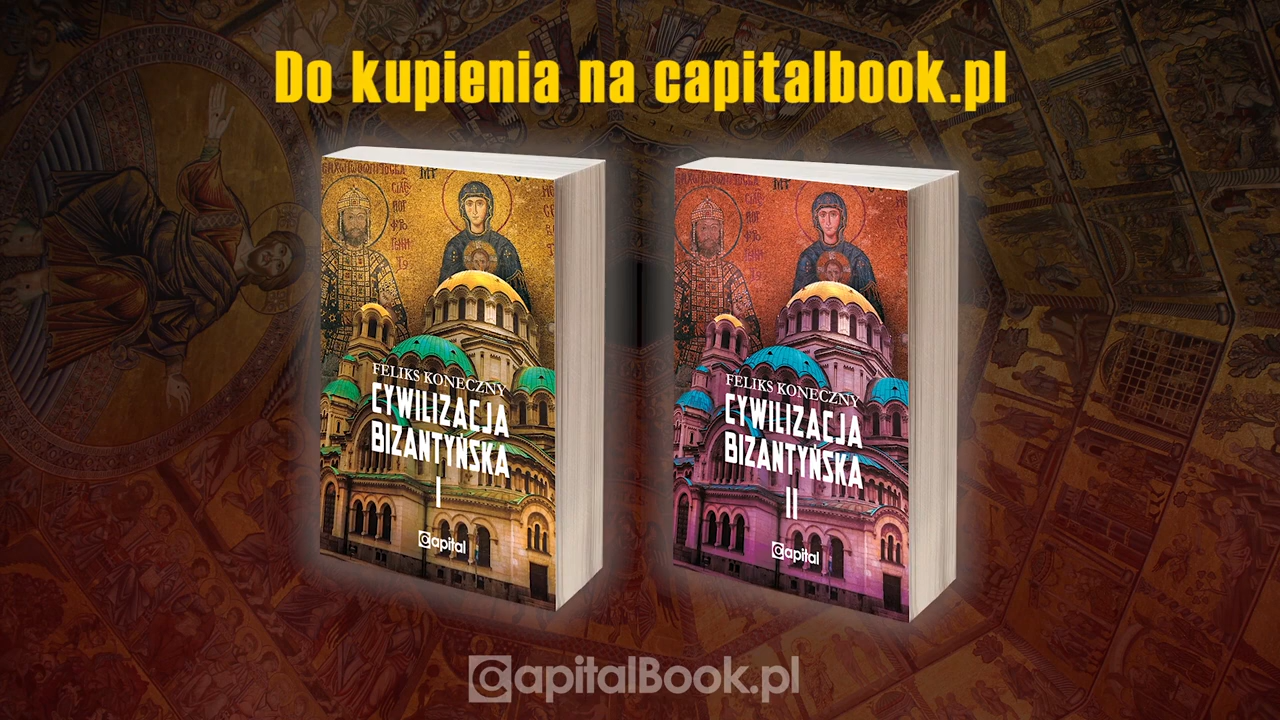 Do kupienia na capitalbook.pl
FELIKS KONECZNY
CYWILIZACJA
BIZANTYŃSKA
I
Capital
FELIKS KONECZNY
CYWILIZACJA
BIZANTYŃSKA
II
Capital
CapitalBook.pl